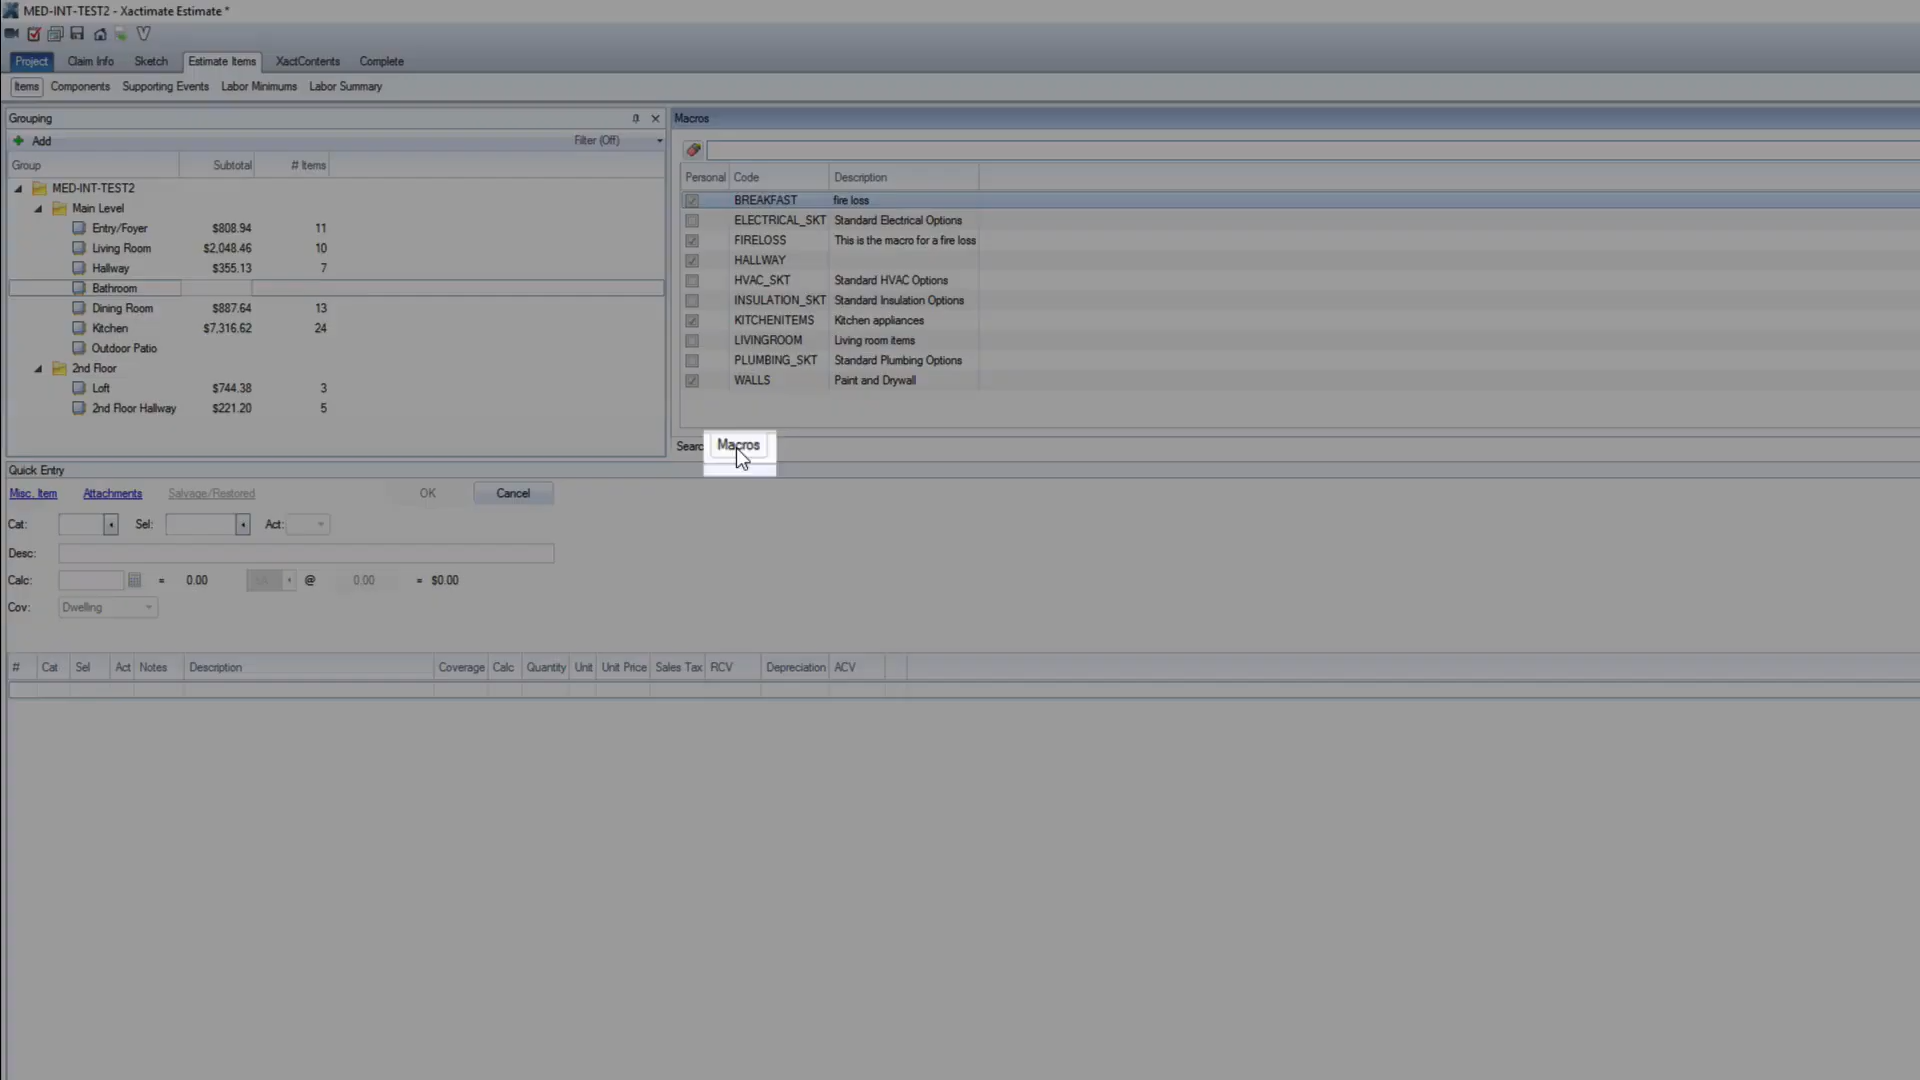 MED-INT-TEST2 - Xactimate Estimate *
Project Claim Info Sketch Estimate Items XactContents Complete
Items Components Supporting Events Labor Minimums Labor Summary
Grouping
Add Filter (Off)
Group Subtotal # Items
MED-INT-TEST2
Main Level
Entry/Foyer $808.94 11
Living Room $2,048.46 10
Hallway $355.13 7
Bathroom
Dining Room $887.64 13
Kitchen $7,316.62 24
Outdoor Patio
2nd Floor
Loft $744.38 3
2nd Floor Hallway $221.20 5
Macros
Personal Code Description
BREAKFAST fire loss
ELECTRICAL_SKT Standard Electrical Options
FIRELOSS This is the macro for a fire loss
HALLWAY
HVAC_SKT Standard HVAC Options
INSULATION_SKT Standard Insulation Options
KITCHENITEMS Kitchen appliances
LIVINGROOM Living room items
PLUMBING_SKT Standard Plumbing Options
WALLS Paint and Drywall
Searc Macros
Quick Entry
Misc. Item Attachments Salvage/Restored OK Cancel
Cat: Sel: Act:
Desc:
Calc: = 0.00 @ 0.00 = $0.00
Cov: Dwelling
# Cat Sel Act Notes Description Coverage Calc Quantity Unit Unit Price Sales Tax RCV Depreciation ACV